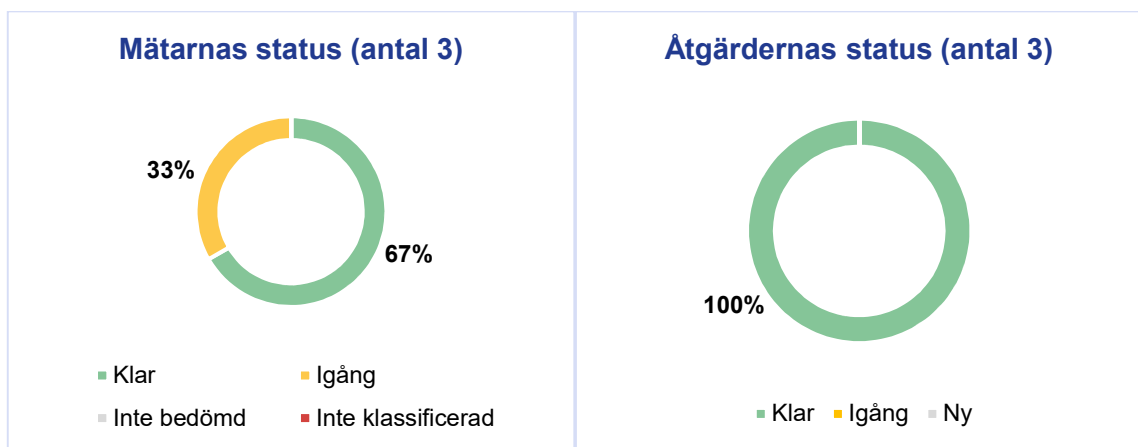 Mätarnas status (antal 3)
33%
67%
Klar
Igång
Inte bedömd
Inte klassificerad
Åtgärdernas status (antal 3)
100%
Klar
Igång
Ny